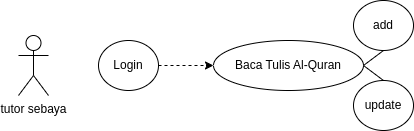 add
Login
Baca Tulis Al-Quran
tutor sebaya
update